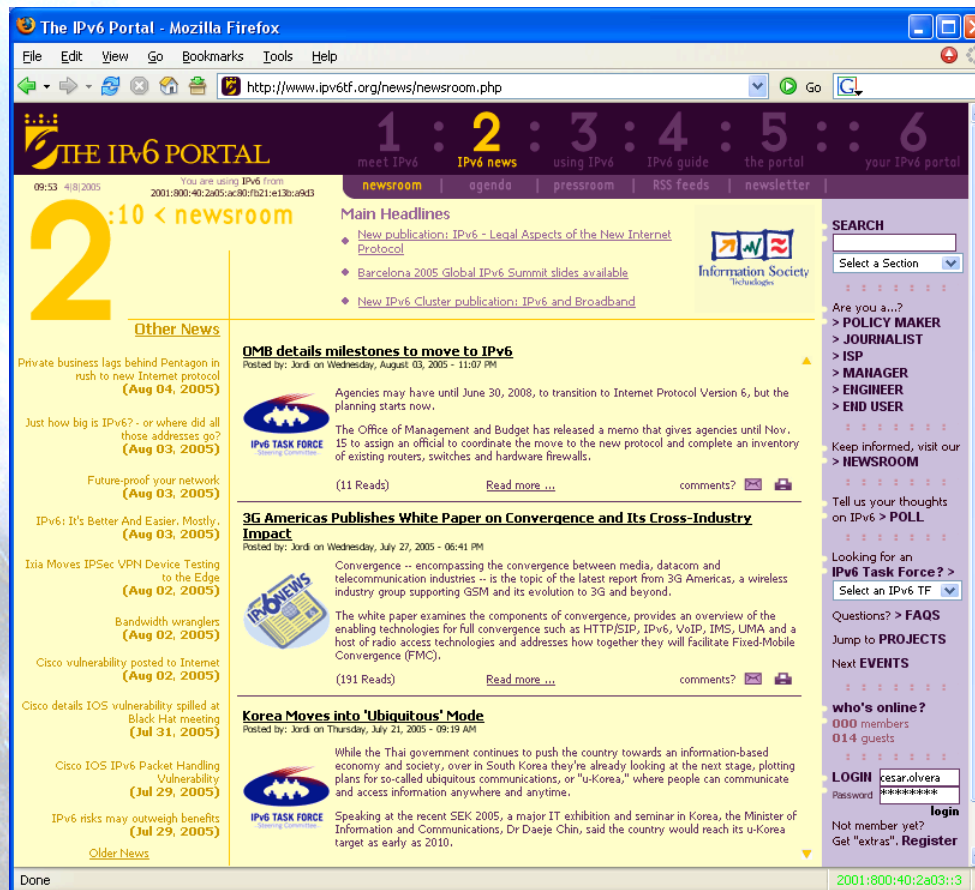 The IPv6 Portal - Mozilla Firefox
File Edit View Go Bookmarks Tools Help
http://www.ipv6tf.org/news/newsroom.php
Go
G
THE IPv6 PORTAL
1 : 2 : 3 : 4 : 5 : : 6
meet IPv6 IPv6 news using IPv6 IPv6 guide the portal your IPv6 portal
newsroom | agenda | pressroom | RSS feeds | newsletter |
09:53 4|8|2005
You are using IPv6 from
2001:800:40:2a05:ac80:fb21:e13b:a9d3
2:10 < newsroom
Main Headlines
New publication: IPv6 - Legal Aspects of the New Internet
Protocol
Barcelona 2005 Global IPv6 Summit slides available
New IPv6 Cluster publication: IPv6 and Broadband
Information Society
Technologies
Other News
Private business lags behind Pentagon in
rush to new Internet protocol
(Aug 04, 2005)
Just how big is IPv6? - or where did all
those addresses go?
(Aug 03, 2005)
Future-proof your network
(Aug 03, 2005)
IPv6: It's Better And Easier. Mostly.
(Aug 03, 2005)
Ixia Moves IPSec VPN Device Testing
to the Edge
(Aug 02, 2005)
Bandwidth wranglers
(Aug 02, 2005)
Cisco vulnerability posted to Internet
(Aug 02, 2005)
Cisco details IOS vulnerability spilled at
Black Hat meeting
(Jul 31, 2005)
Cisco IOS IPv6 Packet Handling
Vulnerability
(Jul 29, 2005)
IPv6 risks may outweigh benefits
(Jul 29, 2005)
Older News
OMB details milestones to move to IPv6
Posted by: Jordi on Wednesday, August 03, 2005 - 11:07 PM
IPv6 TASK FORCE
Steering Committee
Agencies may have until June 30, 2008, to transition to Internet Protocol Version 6, but the
planning starts now.
The Office of Management and Budget has released a memo that gives agencies until Nov.
15 to assign an official to coordinate the move to the new protocol and complete an inventory
of existing routers, switches and hardware firewalls.
(11 Reads) Read more ... comments?
3G Americas Publishes White Paper on Convergence and Its Cross-Industry
Impact
Posted by: Jordi on Wednesday, July 27, 2005 - 06:41 PM
IPv6 NEWS
Convergence -- encompassing the convergence between media, datacom and
telecommunication industries -- is the topic of the latest report from 3G Americas, a wireless
industry group supporting GSM and its evolution to 3G and beyond.
The white paper examines the components of convergence, provides an overview of the
enabling technologies for full convergence such as HTTP/SIP, IPv6, VoIP, IMS, UMA and a
host of radio access technologies and addresses how together they will facilitate Fixed-Mobile
Convergence (FMC).
(191 Reads) Read more ... comments?
Korea Moves into 'Ubiquitous' Mode
Posted by: Jordi on Thursday, July 21, 2005 - 09:19 AM
IPv6 TASK FORCE
Steering Committee
While the Thai government continues to push the country towards an information-based
economy and society, over in South Korea they're already looking at the next stage, plotting
plans for so-called ubiquitous communications, or "u-Korea," where people can communicate
and access information anywhere and anytime.
Speaking at the recent SEK 2005, a major IT exhibition and seminar in Korea, the Minister of
Information and Communications, Dr Daeje Chin, said the country would reach its u-Korea
target as early as 2010.
SEARCH
Select a Section
Are you a...?
> POLICY MAKER
> JOURNALIST
> ISP
> MANAGER
> ENGINEER
> END USER
Keep informed, visit our
> NEWSROOM
Tell us your thoughts
on IPv6 > POLL
Looking for an
IPv6 Task Force? >
Select an IPv6 TF
Questions? > FAQS
Jump to PROJECTS
Next EVENTS
who's online?
000 members
014 guests
LOGIN cesar.olvera
Password ********
login
Not member yet?
Get "extras". Register
Done
2001:800:40:2a03::3